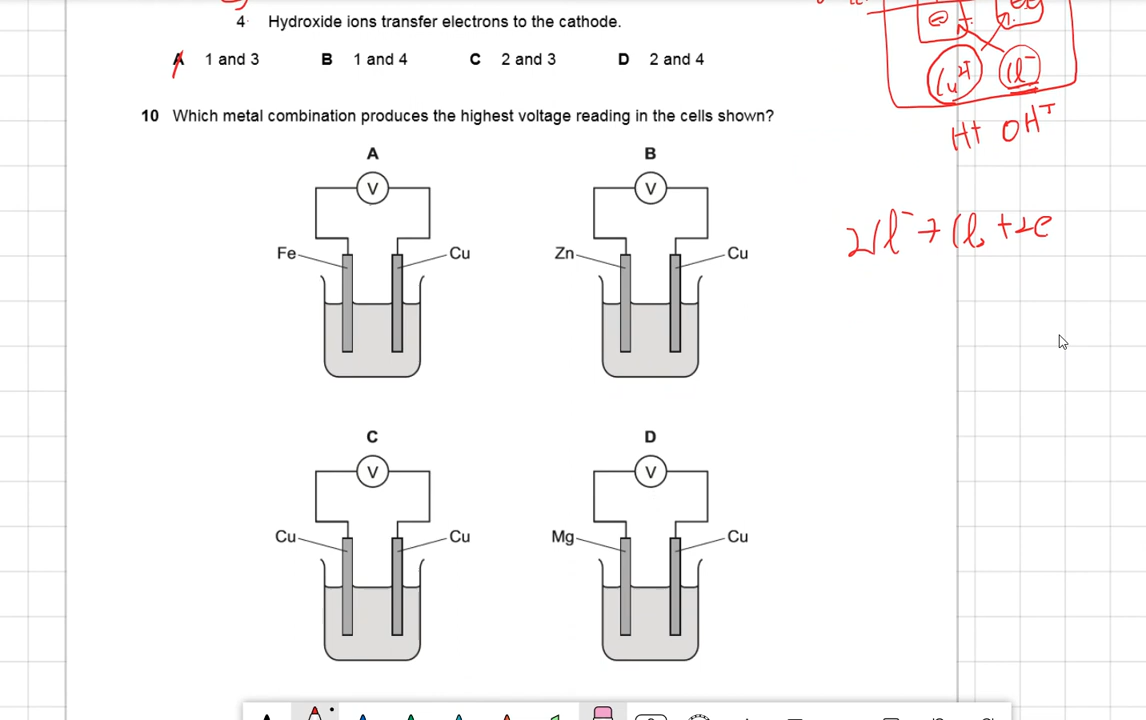 4 Hydroxide ions transfer electrons to the cathode.
A 1 and 3 B 1 and 4 C 2 and 3 D 2 and 4
Cu²⁺ Cl⁻
H+ OH⁺
10 Which metal combination produces the highest voltage reading in the cells shown?
A B
V V
2Cl⁻ → Cl₂ + 2e
Fe Cu Zn Cu
C D
V V
Cu Cu Mg Cu